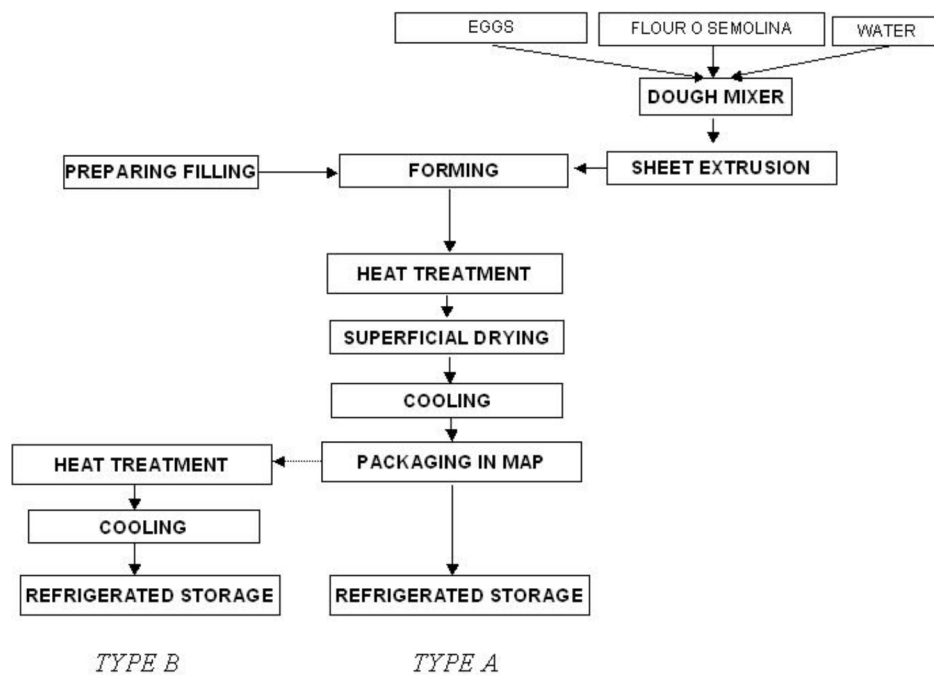 EGGS
FLOUR O SEMOLINA
WATER
DOUGH MIXER
PREPARING FILLING
FORMING
SHEET EXTRUSION
HEAT TREATMENT
SUPERFICIAL DRYING
COOLING
HEAT TREATMENT
PACKAGING IN MAP
COOLING
REFRIGERATED STORAGE
REFRIGERATED STORAGE
TYPE B
TYPE A